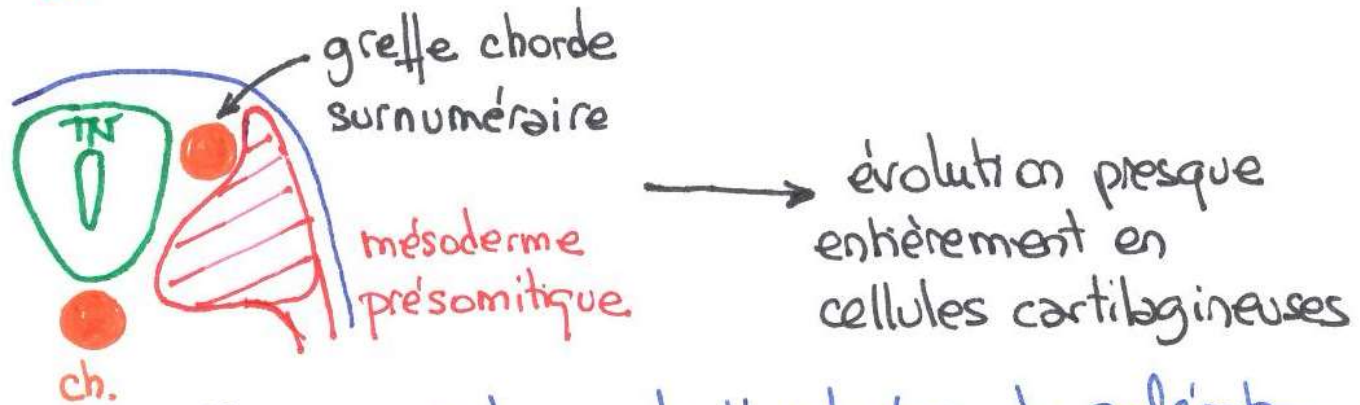 greffe chorde
surnuméraire
TN
mésoderme
présomitique
ch.
évolution presque
entièrement en
cellules cartilagineuses